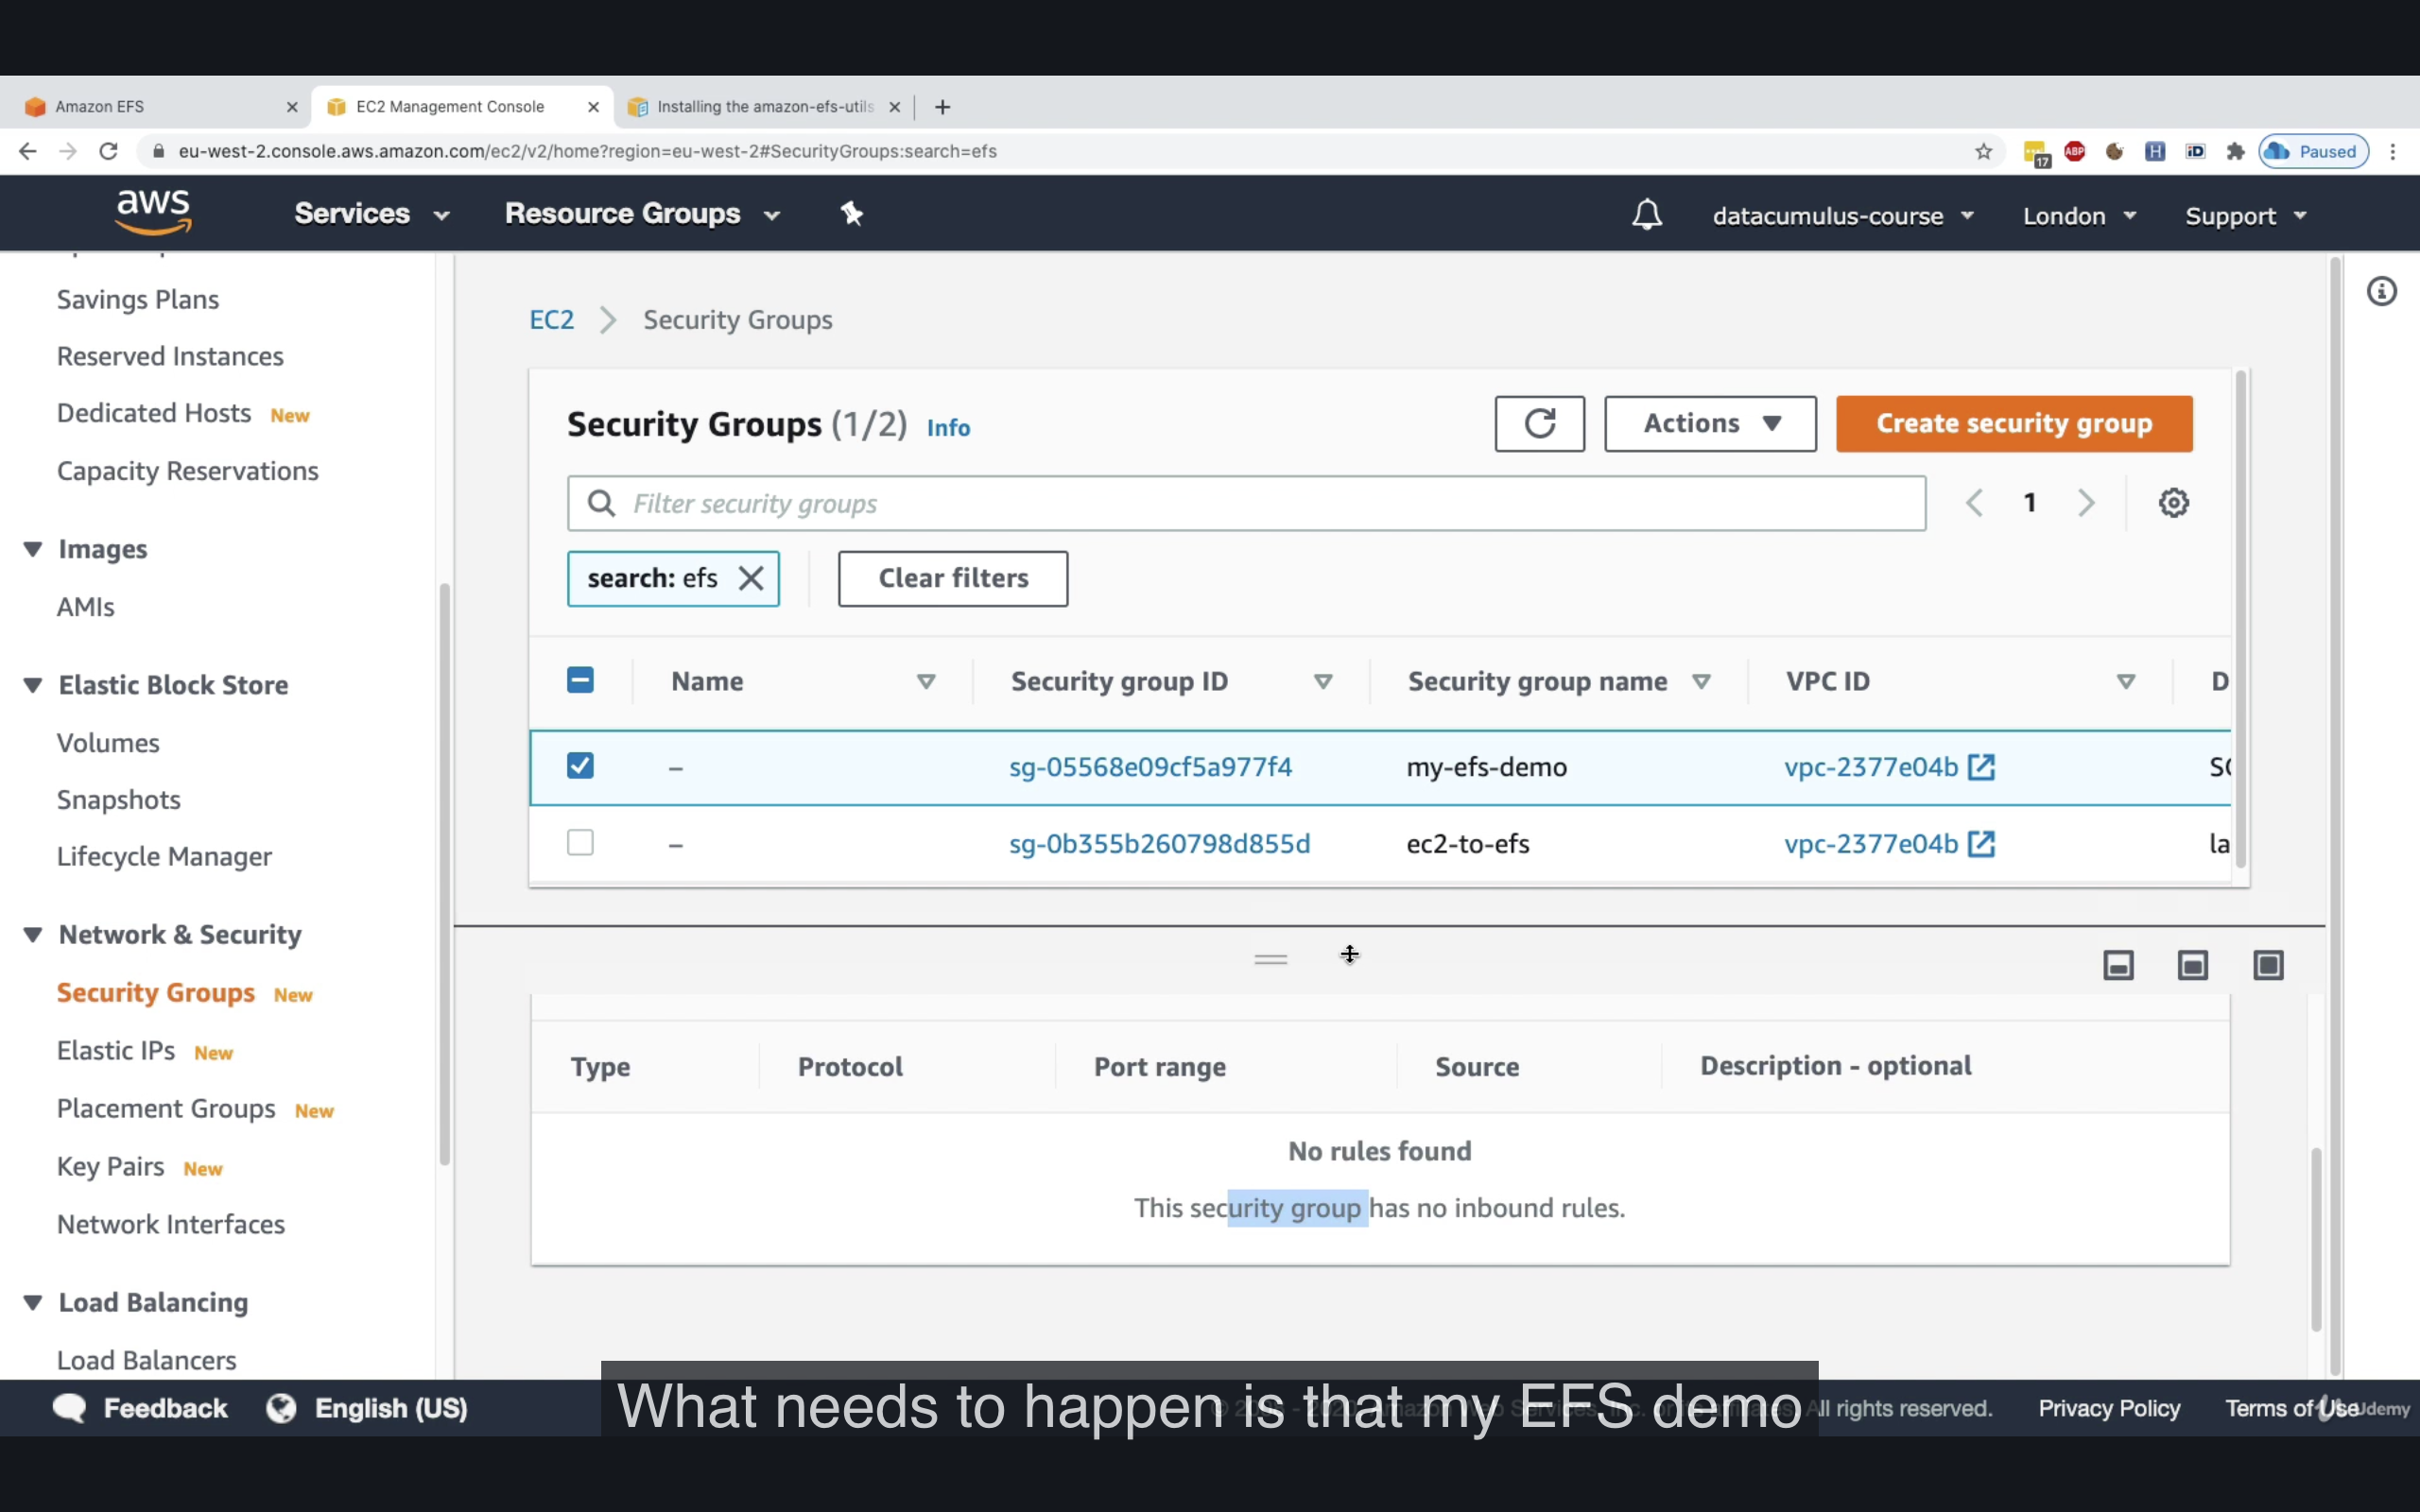 Amazon EFS
EC2 Management Console
Installing the amazon-efs-utils
eu-west-2.console.aws.amazon.com/ec2/v2/home?region=eu-west-2#SecurityGroups:search=efs
17
ABP
H
iD
Paused
aws
Services
Resource Groups
datacumulus-course
London
Support
Savings Plans
Reserved Instances
Dedicated Hosts New
Capacity Reservations
Images
AMIs
Elastic Block Store
Volumes
Snapshots
Lifecycle Manager
Network & Security
Security Groups New
Elastic IPs New
Placement Groups New
Key Pairs New
Network Interfaces
Load Balancing
Load Balancers
EC2 Security Groups
Security Groups (1/2) Info
Actions
Create security group
Filter security groups
1
search: efs
Clear filters
Name Security group ID Security group name VPC ID D
– sg-05568e09cf5a977f4 my-efs-demo vpc-2377e04b
– sg-0b355b260798d855d ec2-to-efs vpc-2377e04b la
Type Protocol Port range Source Description - optional
No rules found
This security group has no inbound rules.
What needs to happen is that my EFS demo
Feedback English (US)
All rights reserved. Privacy Policy Terms of Use
Udemy